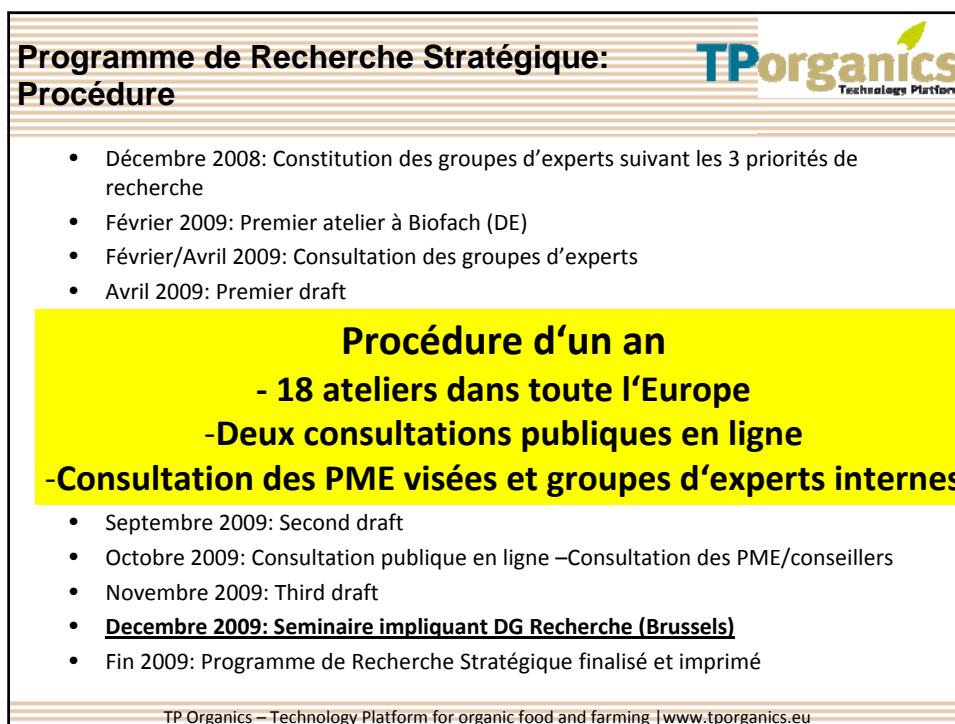 Programme de Recherche Stratégique:
Procédure
TPorganics
Technology Platform
• Décembre 2008: Constitution des groupes d'experts suivant les 3 priorités de
recherche
• Février 2009: Premier atelier à Biofach (DE)
• Février/Avril 2009: Consultation des groupes d'experts
• Avril 2009: Premier draft
Procédure d‘un an
- 18 ateliers dans toute l‘Europe
-Deux consultations publiques en ligne
-Consultation des PME visées et groupes d‘experts internes
• Septembre 2009: Second draft
• Octobre 2009: Consultation publique en ligne –Consultation des PME/conseillers
• Novembre 2009: Third draft
• Decembre 2009: Seminaire impliquant DG Recherche (Brussels)
• Fin 2009: Programme de Recherche Stratégique finalisé et imprimé
TP Organics – Technology Platform for organic food and farming |www.tporganics.eu